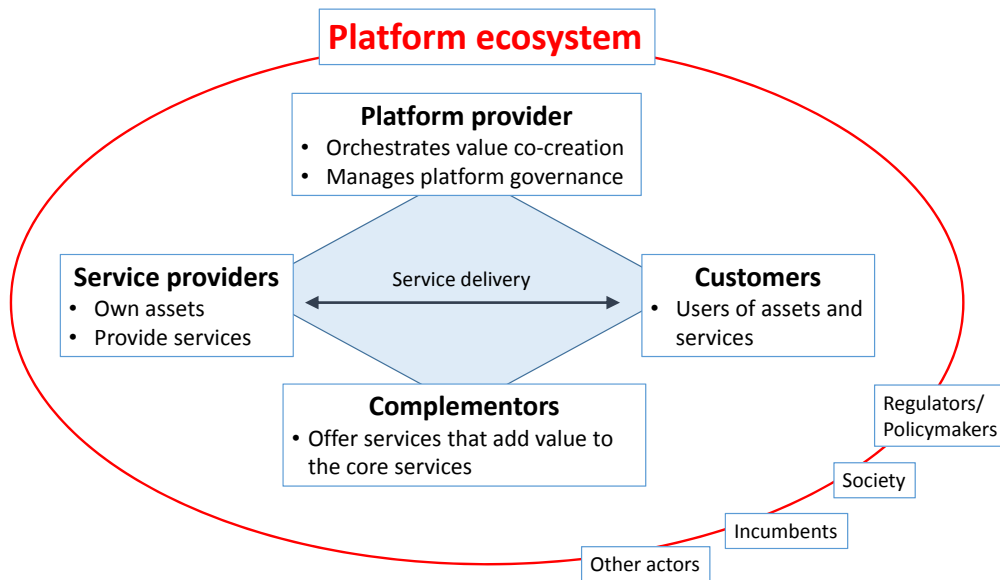 Platform ecosystem
Platform provider
• Orchestrates value co-creation
• Manages platform governance
Service providers
• Own assets
• Provide services
Service delivery
Customers
• Users of assets and
services
Complementors
• Offer services that add value to
the core services
Regulators/
Policymakers
Society
Incumbents
Other actors